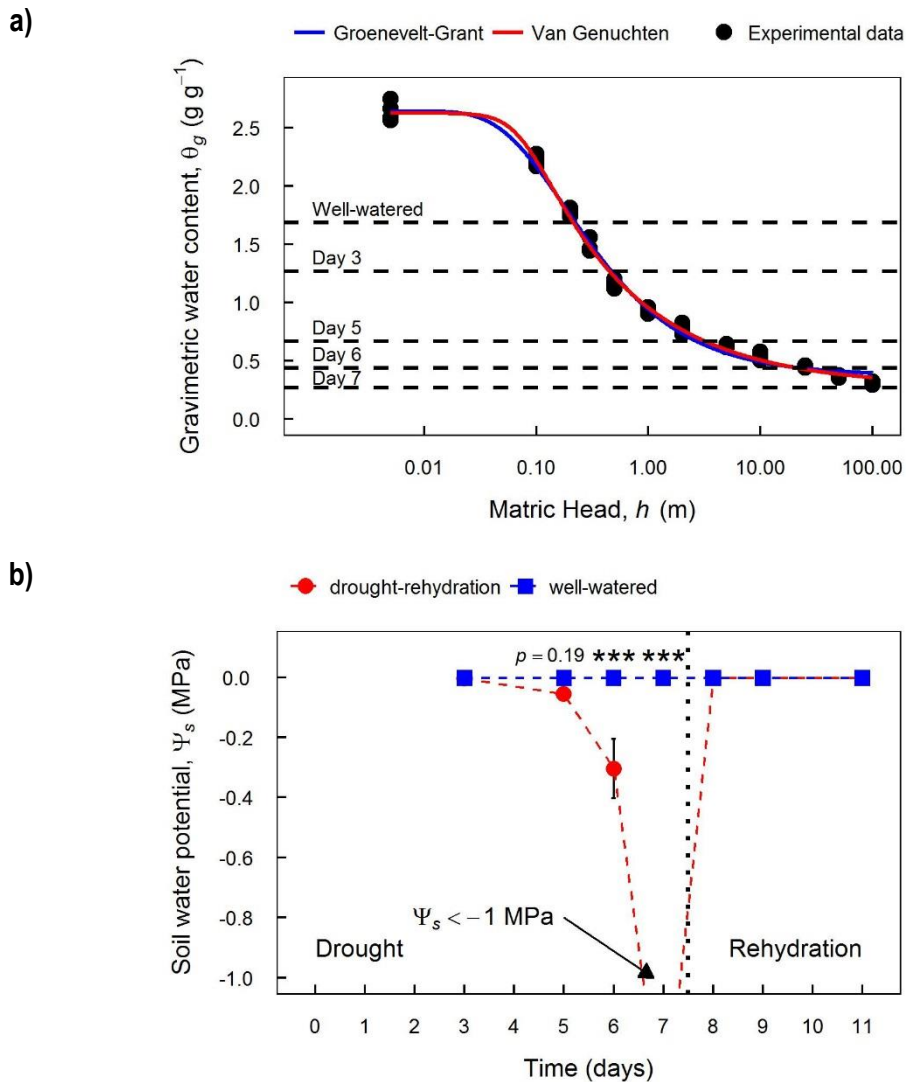 a)
Groenevelt-Grant Van Genuchten Experimental data
Gravimetric water content, θg (g g⁻¹)
2.5
2.0
1.5
1.0
0.5
0.0
Well-watered
Day 3
Day 5
Day 6
Day 7
0.01 0.10 1.00 10.00 100.00
Matric Head, h (m)
b)
drought-rehydration well-watered
Soil water potential, Ψs (MPa)
0.0
-0.2
-0.4
-0.6
-0.8
-1.0
p = 0.19 *** ***
Ψs < −1 MPa
Drought Rehydration
0 1 2 3 4 5 6 7 8 9 10 11
Time (days)